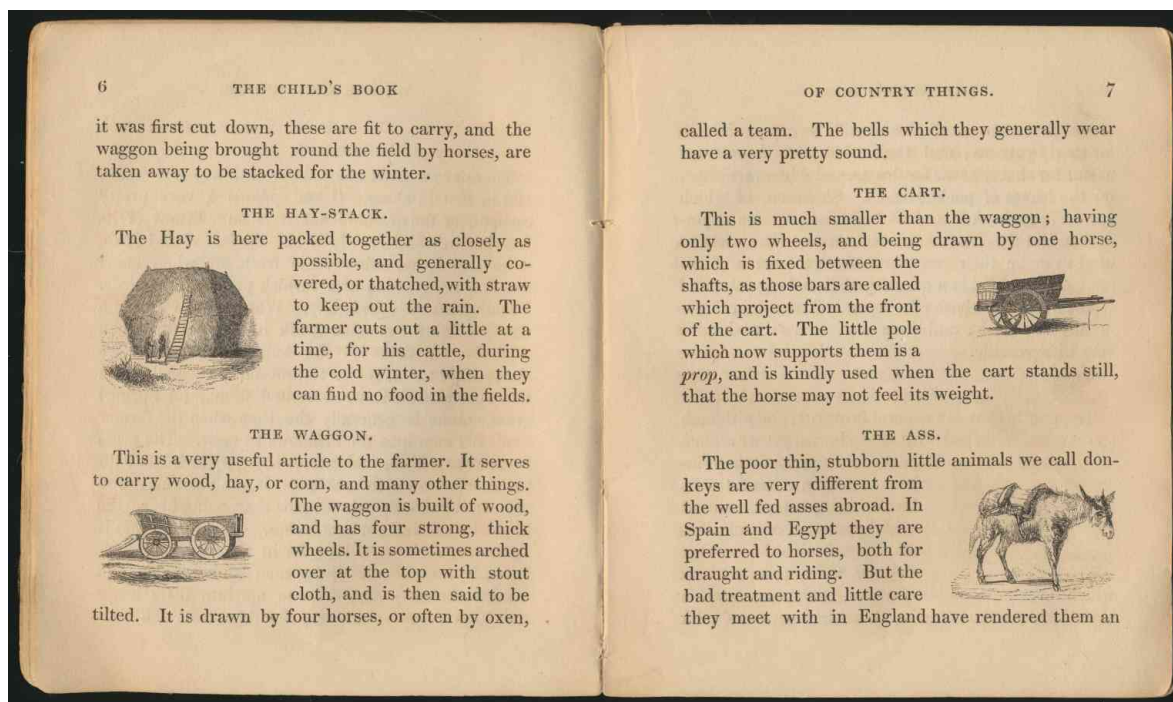 6
THE CHILD'S BOOK
it was first cut down, these are fit to carry, and the
waggon being brought round the field by horses, are
taken away to be stacked for the winter.
THE HAY-STACK.
The Hay is here packed together as closely as
possible, and generally co-
vered, or thatched, with straw
to keep out the rain. The
farmer cuts out a little at a
time, for his cattle, during
the cold winter, when they
can find no food in the fields.
THE WAGGON.
This is a very useful article to the farmer. It serves
to carry wood, hay, or corn, and many other things.
The waggon is built of wood,
and has four strong, thick
wheels. It is sometimes arched
over at the top with stout
cloth, and is then said to be
tilted. It is drawn by four horses, or often by oxen,
OF COUNTRY THINGS.
7
called a team. The bells which they generally wear
have a very pretty sound.
THE CART.
This is much smaller than the waggon; having
only two wheels, and being drawn by one horse,
which is fixed between the
shafts, as those bars are called
which project from the front
of the cart. The little pole
which now supports them is a
prop, and is kindly used when the cart stands still,
that the horse may not feel its weight.
THE ASS.
The poor thin, stubborn little animals we call don-
keys are very different from
the well fed asses abroad. In
Spain and Egypt they are
preferred to horses, both for
draught and riding. But the
bad treatment and little care
they meet with in England have rendered them an